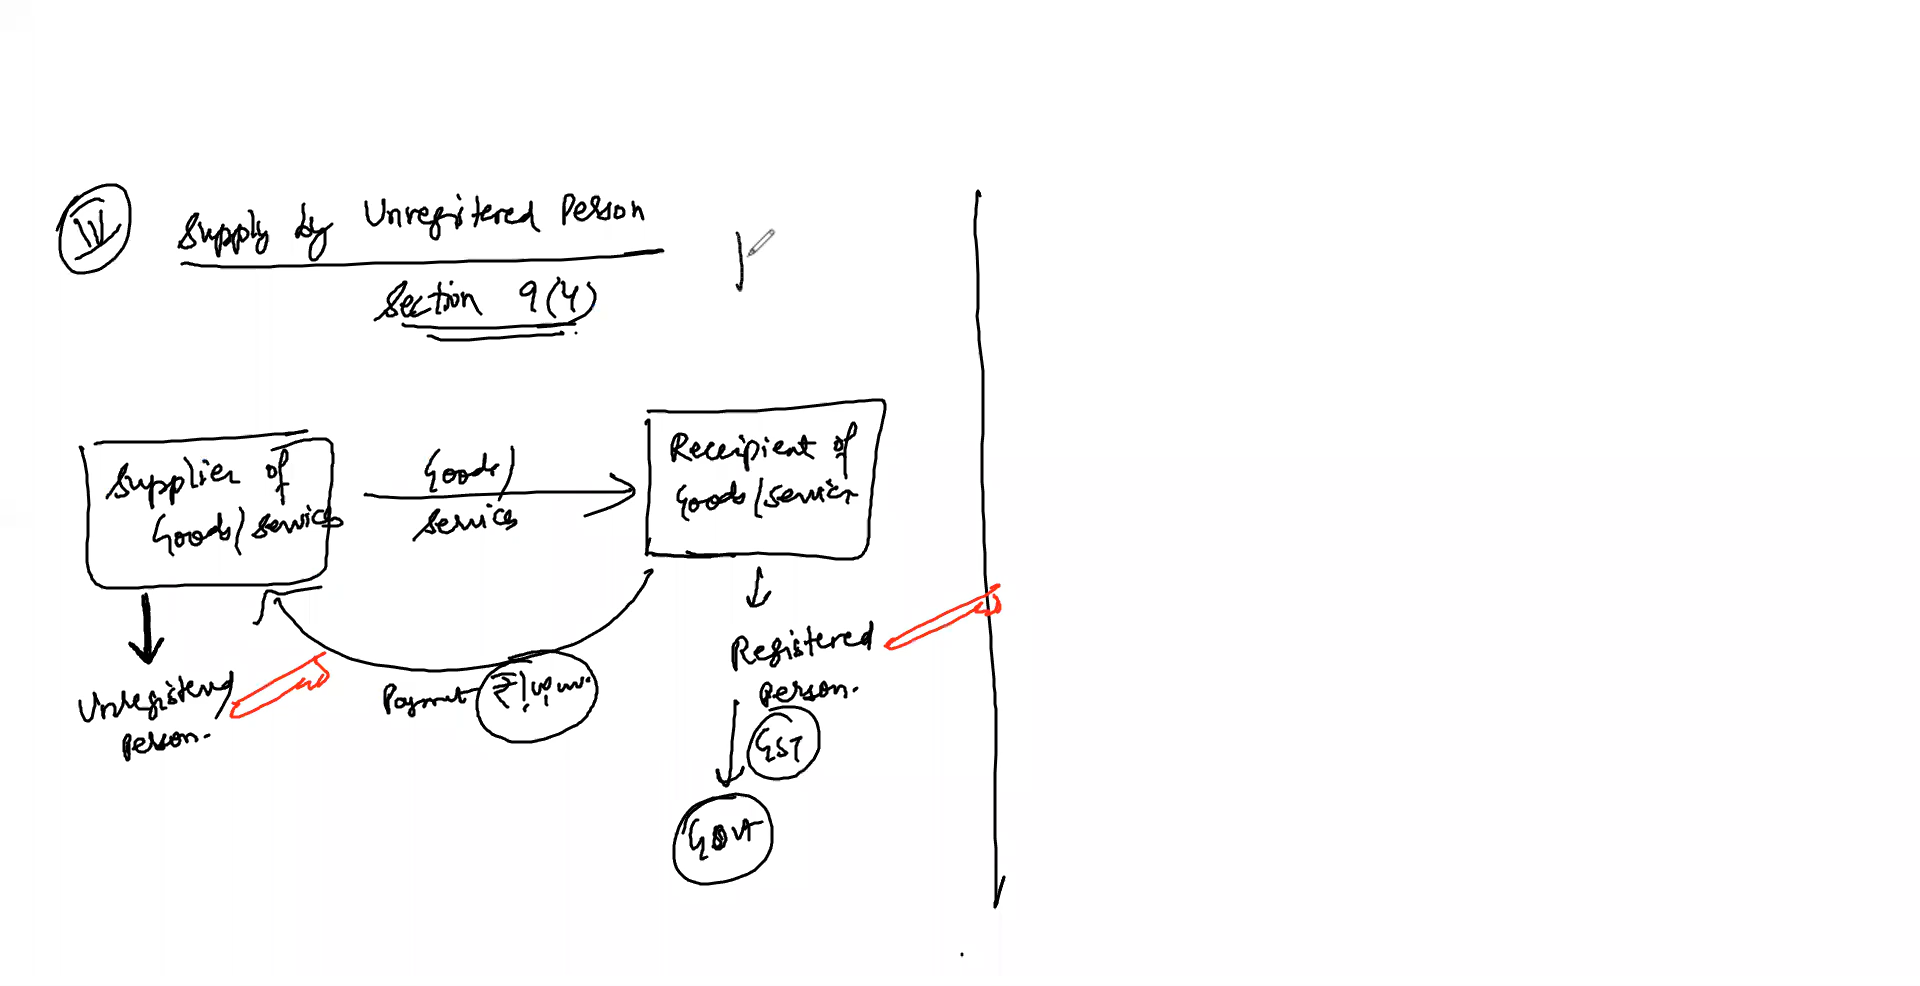 IV
Supply by Unregistered Person
Section 9(4)
Supplier of
Goods/Services
Goods/
Services
Receipient of
Goods/Service
Unregistered
Person.
Payment
Registered
Person.
GST
Govt